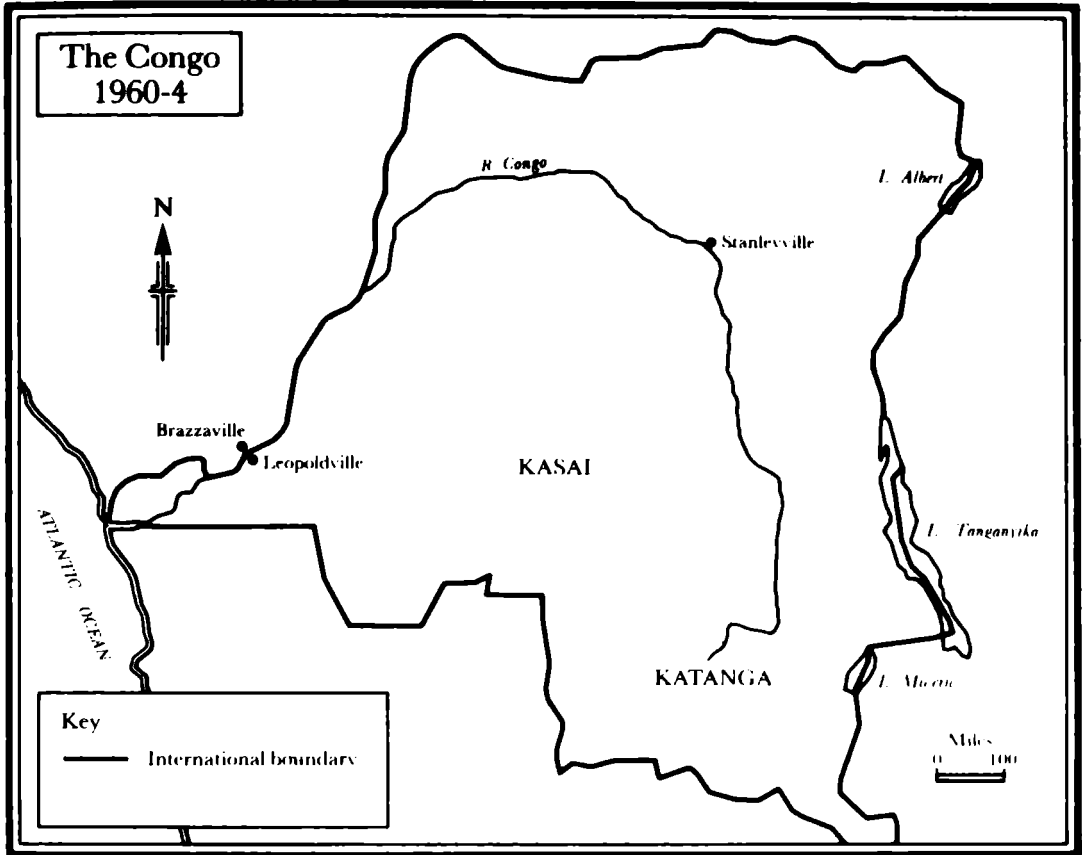 The Congo
1960-4
R Congo
L Albert
N
Stanleyville
Brazzaville
Leopoldville
KASAI
ATLANTIC OCEAN
L Tanganyika
KATANGA
L
Key
International boundary
Miles
0 100